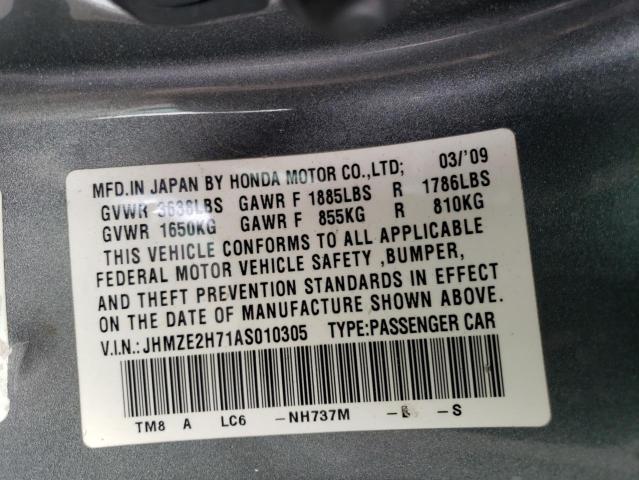 MFD.IN JAPAN BY HONDA MOTOR CO.,LTD; 03/'09
GVWR 3638LBS GAWR F 1885LBS R 1786LBS
GVWR 1650KG GAWR F 855KG R 810KG
THIS VEHICLE CONFORMS TO ALL APPLICABLE
FEDERAL MOTOR VEHICLE SAFETY ,BUMPER,
AND THEFT PREVENTION STANDARDS IN EFFECT
ON THE DATE OF MANUFACTURE SHOWN ABOVE.
V.I.N.:JHMZE2H71AS010305 TYPE:PASSENGER CAR
TM8 A LC6 -NH737M - -S